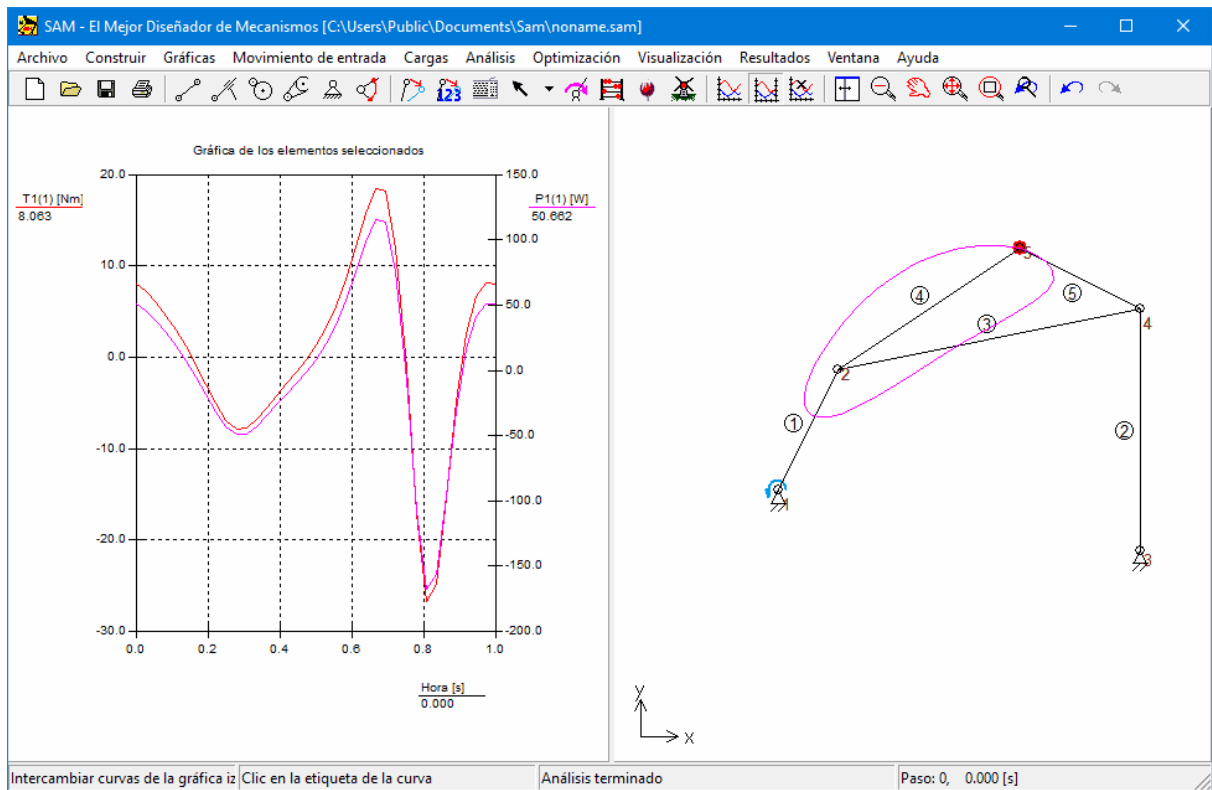 SAM - El Mejor Diseñador de Mecanismos [C:\Users\Public\Documents\Sam\noname.sam]
Archivo Construir Gráficas Movimiento de entrada Cargas Análisis Optimización Visualización Resultados Ventana Ayuda
123
Gráfica de los elementos seleccionados
T1(1) [Nm]
8.063
P1(1) [W]
50.662
20.0
10.0
0.0
-10.0
-20.0
-30.0
150.0
100.0
50.0
-0.0
-50.0
-100.0
-150.0
-200.0
0.0 0.2 0.4 0.6 0.8 1.0
Hora [s]
0.000
5
4
5
3
4
2
1
2
1
3
y
x
Intercambiar curvas de la gráfica iz Clic en la etiqueta de la curva Análisis terminado Paso: 0, 0.000 [s]